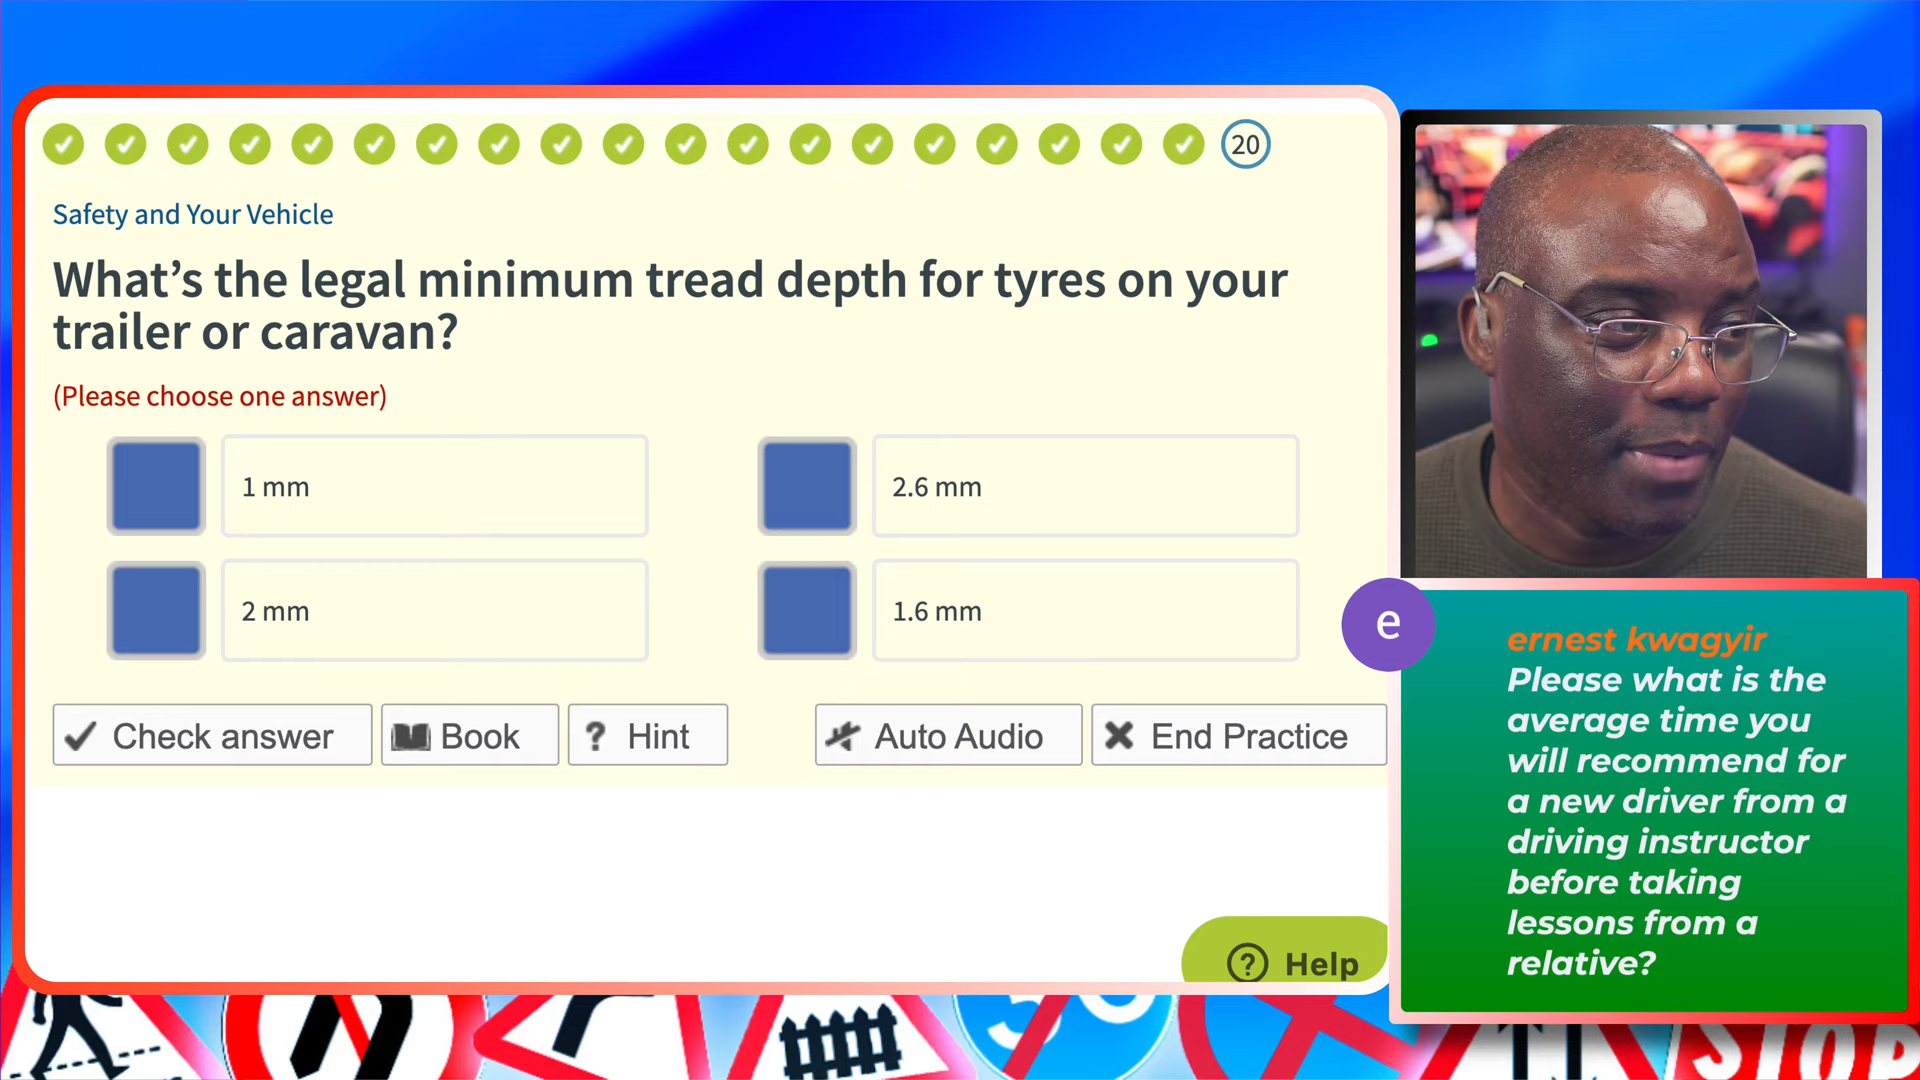 20
Safety and Your Vehicle
What's the legal minimum tread depth for tyres on your
trailer or caravan?
(Please choose one answer)
1 mm
2.6 mm
2 mm
1.6 mm
Check answer
Book
? Hint
Auto Audio
End Practice
? Help
e
ernest kwagyir
Please what is the
average time you
will recommend for
a new driver from a
driving instructor
before taking
lessons from a
relative?
STOP